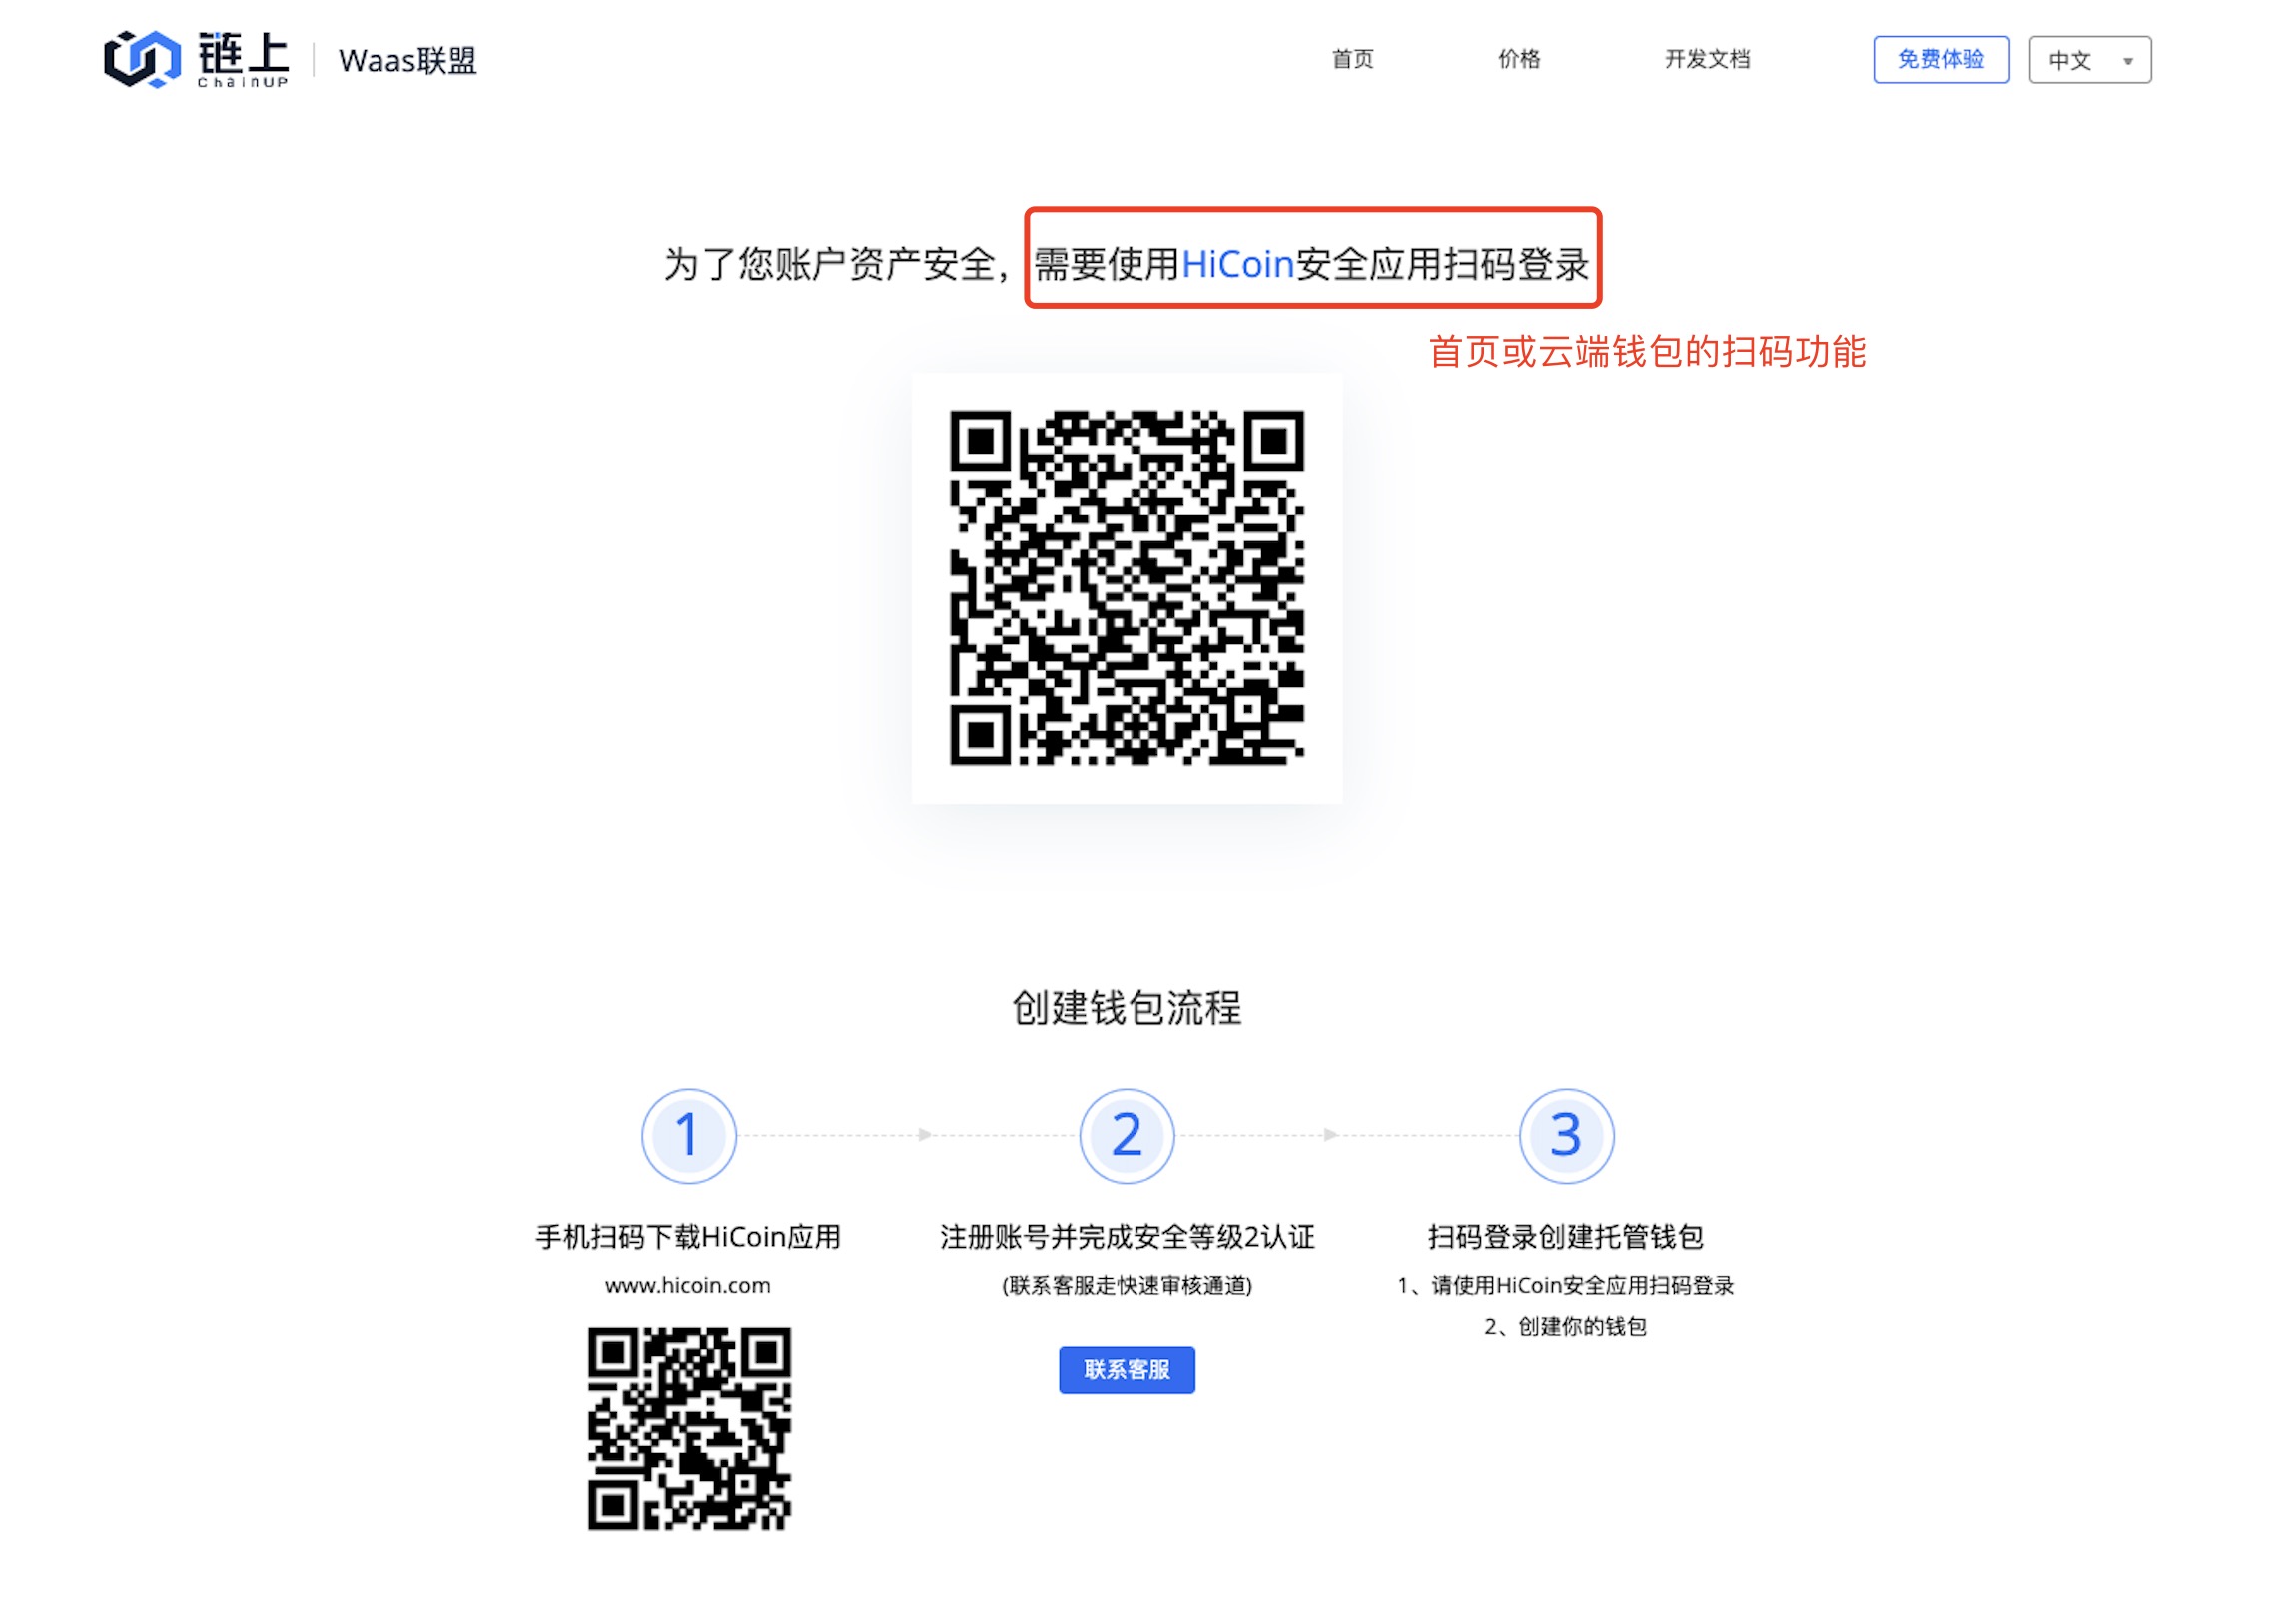 链上
ChainUP
Waas联盟
首页
价格
开发文档
免费体验
中文
为了您账户资产安全，需要使用HiCoin安全应用扫码登录
首页或云端钱包的扫码功能
创建钱包流程
1
2
3
手机扫码下载HiCoin应用
www.hicoin.com
注册账号并完成安全等级2认证
(联系客服走快速审核通道)
联系客服
扫码登录创建托管钱包
1、请使用HiCoin安全应用扫码登录
2、创建你的钱包